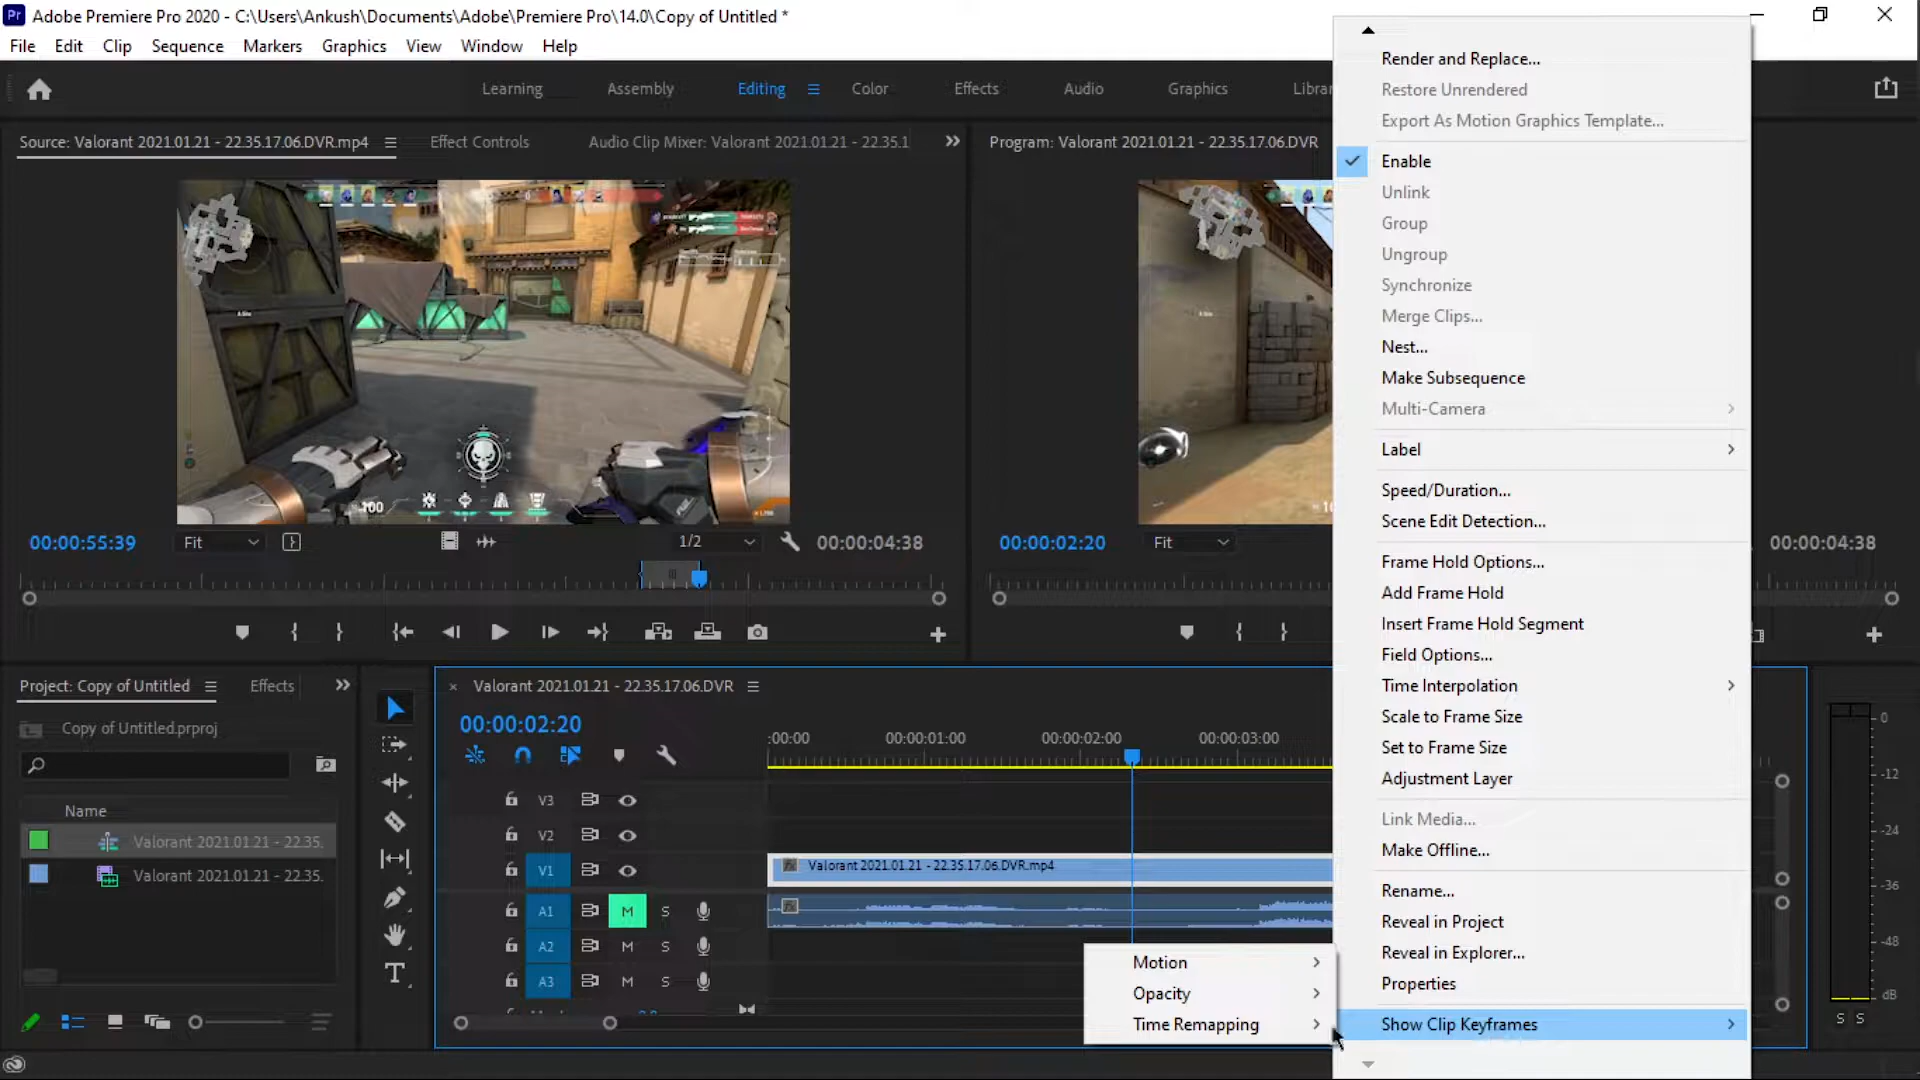 Pr Adobe Premiere Pro 2020 - C:\Users\Ankush\Documents\Adobe\Premiere Pro\14.0\Copy of Untitled *
File Edit Clip Sequence Markers Graphics View Window Help
Learning Assembly Editing Color Effects Audio Graphics Librar
Source: Valorant 2021.01.21 - 22.35.17.06.DVR.mp4 Effect Controls Audio Clip Mixer: Valorant 2021.01.21 - 22.35.1
Program: Valorant 2021.01.21 - 22.35.17.06.DVR
100
00:00:55:39 Fit 1/2 00:00:04:38
00:00:02:20 Fit 00:00:04:38
Project: Copy of Untitled Effects
Copy of Untitled.prproj
Name
Valorant 2021.01.21 - 22.35.
Valorant 2021.01.21 - 22.35.
Valorant 2021.01.21 - 22.35.17.06.DVR
00:00:02:20
:00:00 00:00:01:00 00:00:02:00 00:00:03:00
V3
V2
V1 Valorant 2021.01.21 - 22.35.17.06.DVR.mp4
A1 M S
A2 M S
A3 M S
Render and Replace...
Restore Unrendered
Export As Motion Graphics Template...
Enable
Unlink
Group
Ungroup
Synchronize
Merge Clips...
Nest...
Make Subsequence
Multi-Camera
Label
Speed/Duration...
Scene Edit Detection...
Frame Hold Options...
Add Frame Hold
Insert Frame Hold Segment
Field Options...
Time Interpolation
Scale to Frame Size
Set to Frame Size
Adjustment Layer
Link Media...
Make Offline...
Rename...
Reveal in Project
Reveal in Explorer...
Properties
Show Clip Keyframes
Motion
Opacity
Time Remapping
0
-12
-24
-36
-48
dB
S S